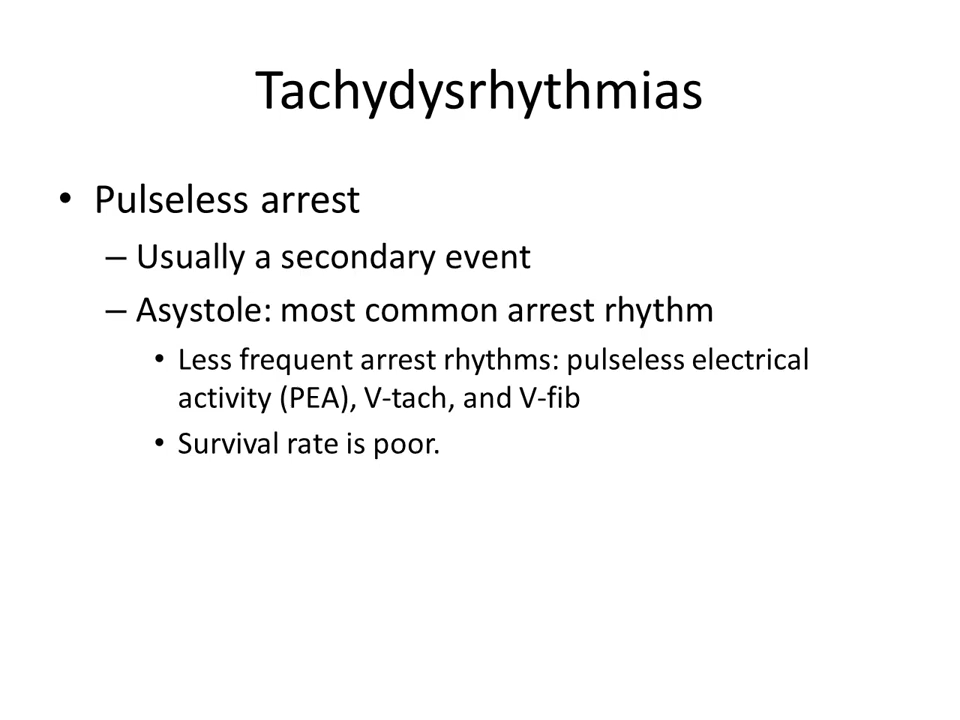 Tachydysrhythmias
• Pulseless arrest
– Usually a secondary event
– Asystole: most common arrest rhythm
• Less frequent arrest rhythms: pulseless electrical
activity (PEA), V-tach, and V-fib
• Survival rate is poor.